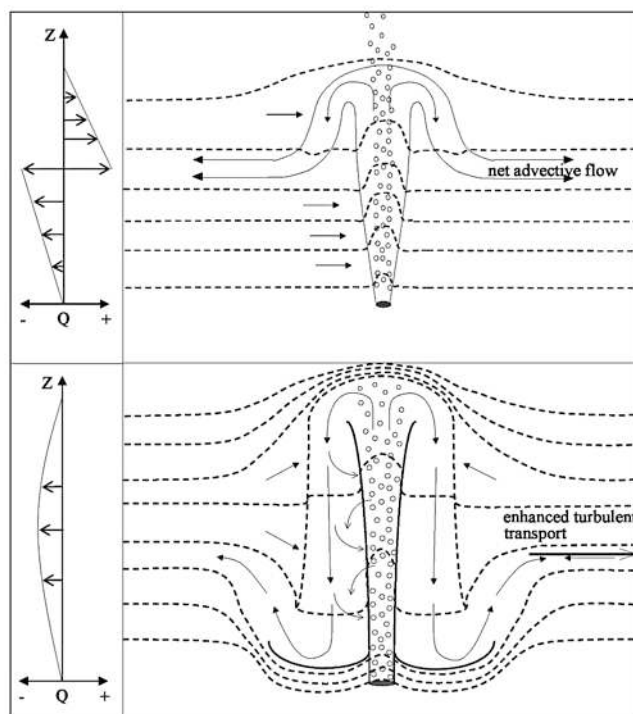 Z
net advective flow
- Q +
Z
enhanced turbulent
transport
- Q +